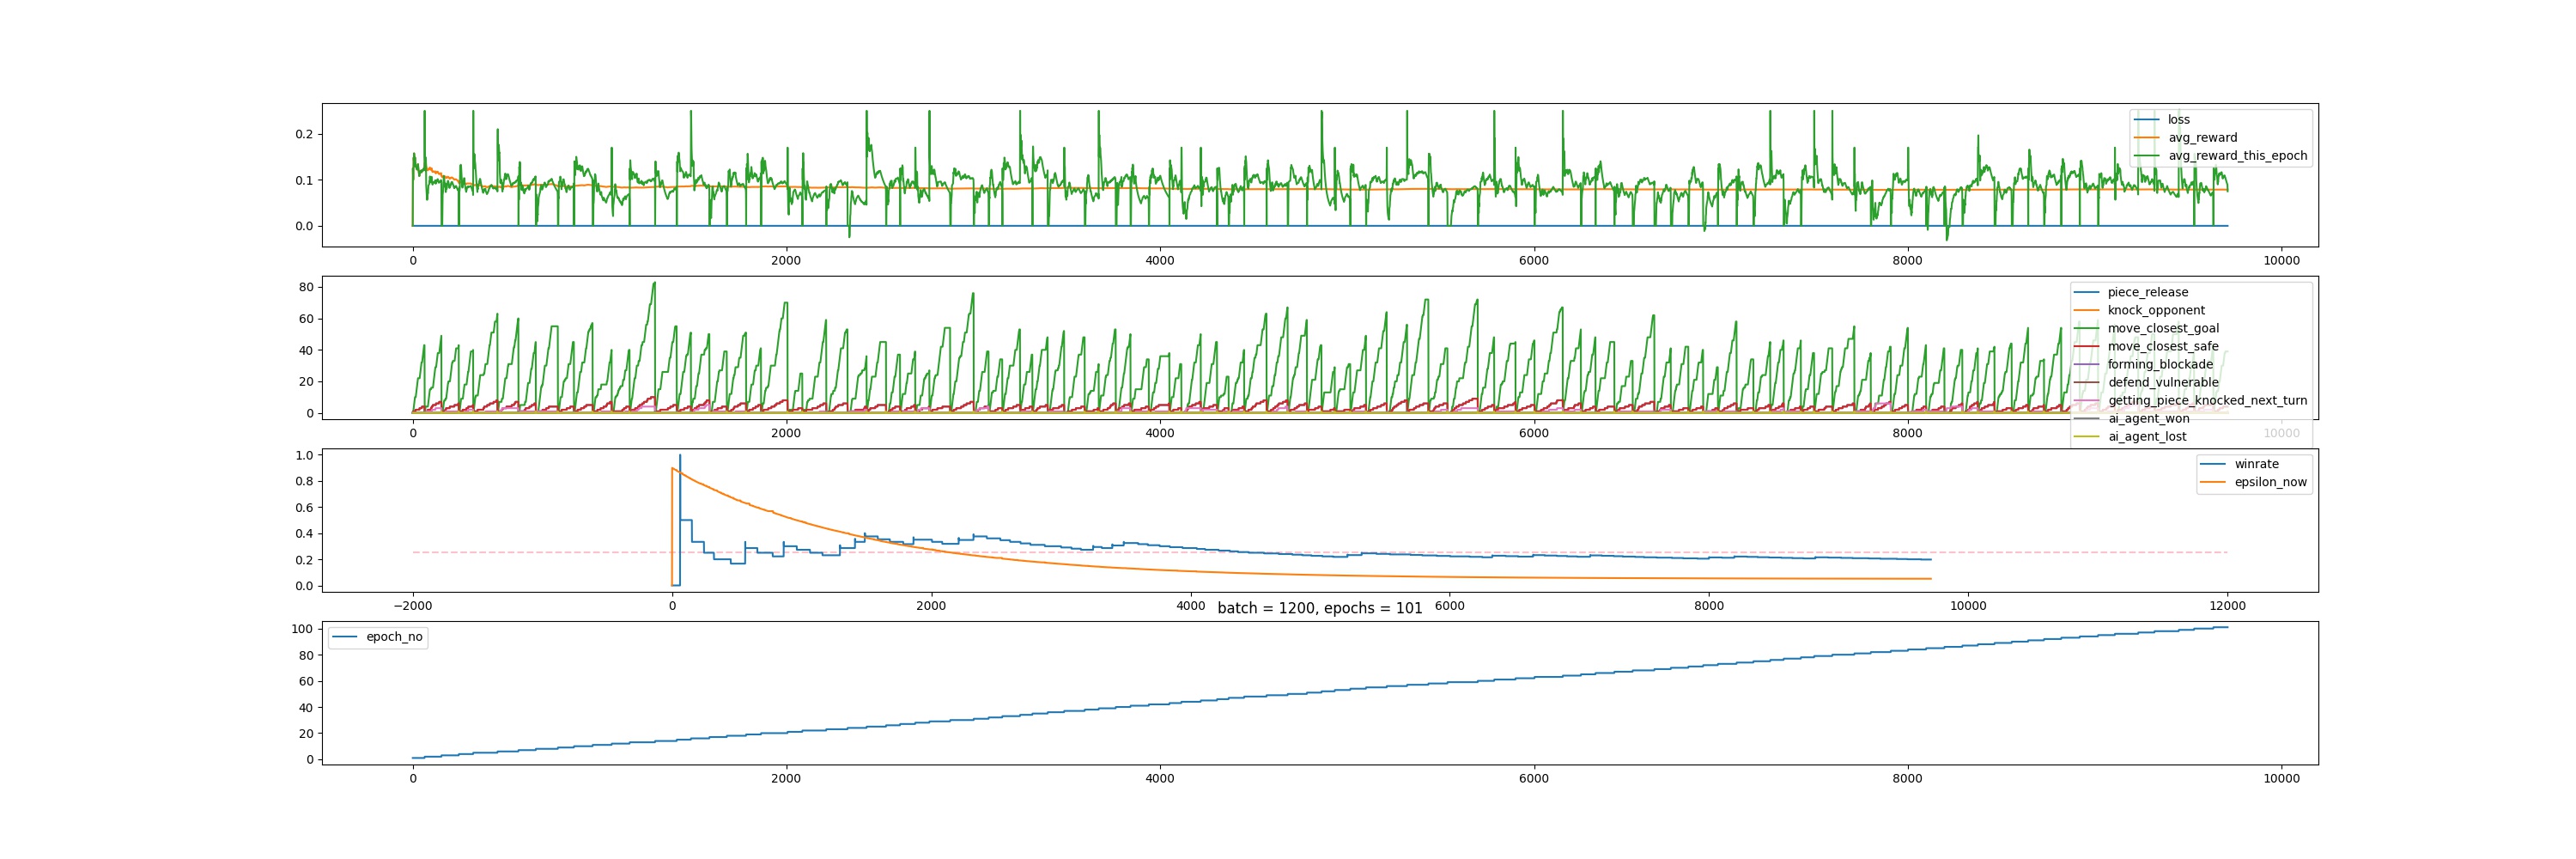 0.2
0.1
0.0
0 2000 4000 6000 8000 10000
loss
avg_reward
avg_reward_this_epoch
80
60
40
20
0
0 2000 4000 6000 8000 10000
piece_release
knock_opponent
move_closest_goal
move_closest_safe
forming_blockade
defend_vulnerable
getting_piece_knocked_next_turn
ai_agent_won
ai_agent_lost
1.0
0.8
0.6
0.4
0.2
0.0
−2000 0 2000 4000 6000 8000 10000 12000
winrate
epsilon_now
batch = 1200, epochs = 101
100
80
60
40
20
0
0 2000 4000 6000 8000 10000
epoch_no